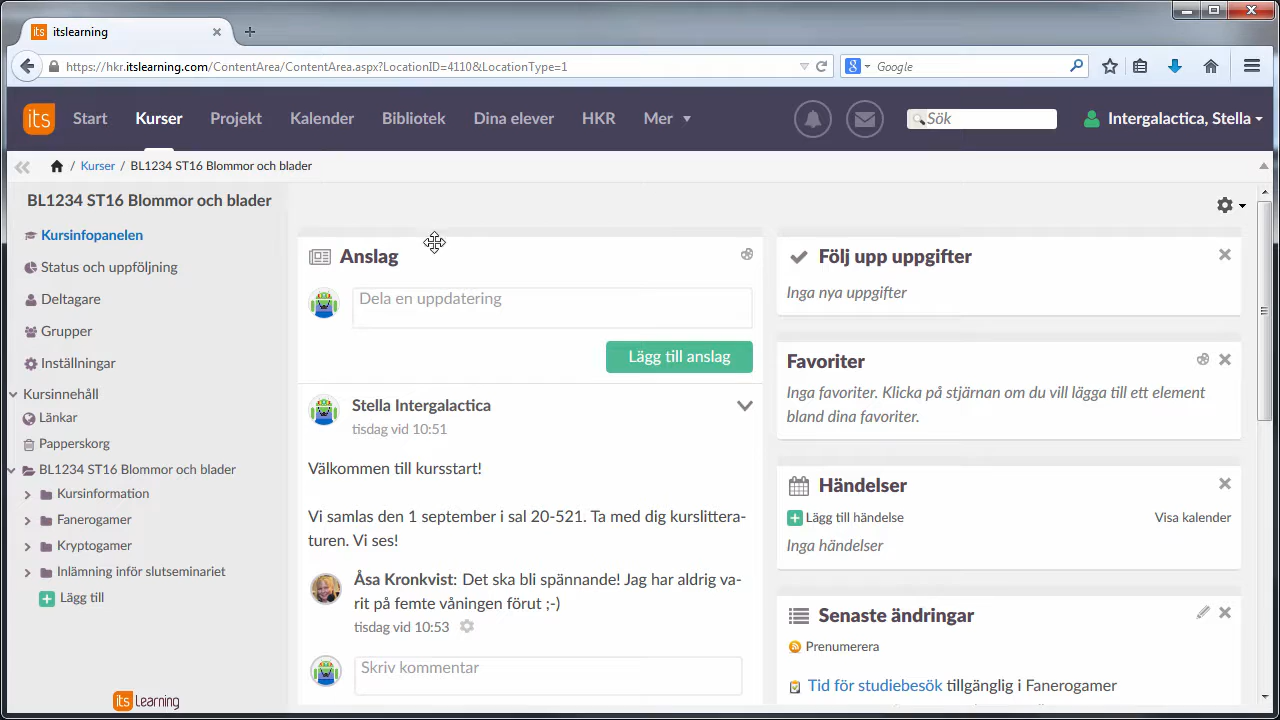 its itslearning
https://hkr.itslearning.com/ContentArea/ContentArea.aspx?LocationID=4110&LocationType=1
8 Google
its Start Kurser Projekt Kalender Bibliotek Dina elever HKR Mer Sök Intergalactica, Stella
/ Kurser / BL1234 ST16 Blommor och blader
BL1234 ST16 Blommor och blader
Kursinfopanelen
Status och uppföljning
Deltagare
Grupper
Inställningar
Kursinnehåll
Länkar
Papperskorg
BL1234 ST16 Blommor och blader
Kursinformation
Fanerogamer
Kryptogamer
Inlämning inför slutseminariet
Lägg till
its learning
Anslag
Dela en uppdatering
Lägg till anslag
Stella Intergalactica
tisdag vid 10:51
Välkommen till kursstart!
Vi samlas den 1 september i sal 20-521. Ta med dig kurslittera-
turen. Vi ses!
Åsa Kronkvist: Det ska bli spännande! Jag har aldrig va-
rit på femte våningen förut ;-)
tisdag vid 10:53
Skriv kommentar
Följ upp uppgifter
Inga nya uppgifter
Favoriter
Inga favoriter. Klicka på stjärnan om du vill lägga till ett element
bland dina favoriter.
Händelser
Lägg till händelse Visa kalender
Inga händelser
Senaste ändringar
Prenumerera
Tid för studiebesök tillgänglig i Fanerogamer